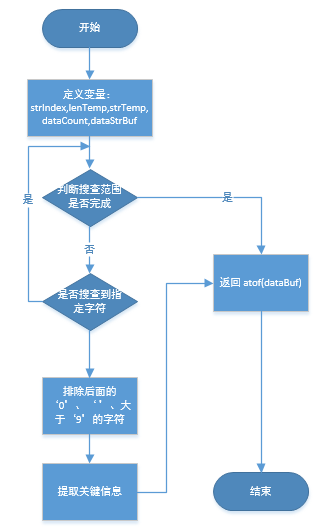 开始
定义变量：
strIndex,lenTemp,strTemp,
dataCount,dataStrBuf
判断搜查范围
是否完成
是
是
否
是否搜查到指
定字符
返回 atof(dataBuf)
排除后面的
‘0’、‘ ’、大
于‘9’的字符
提取关键信息
结束